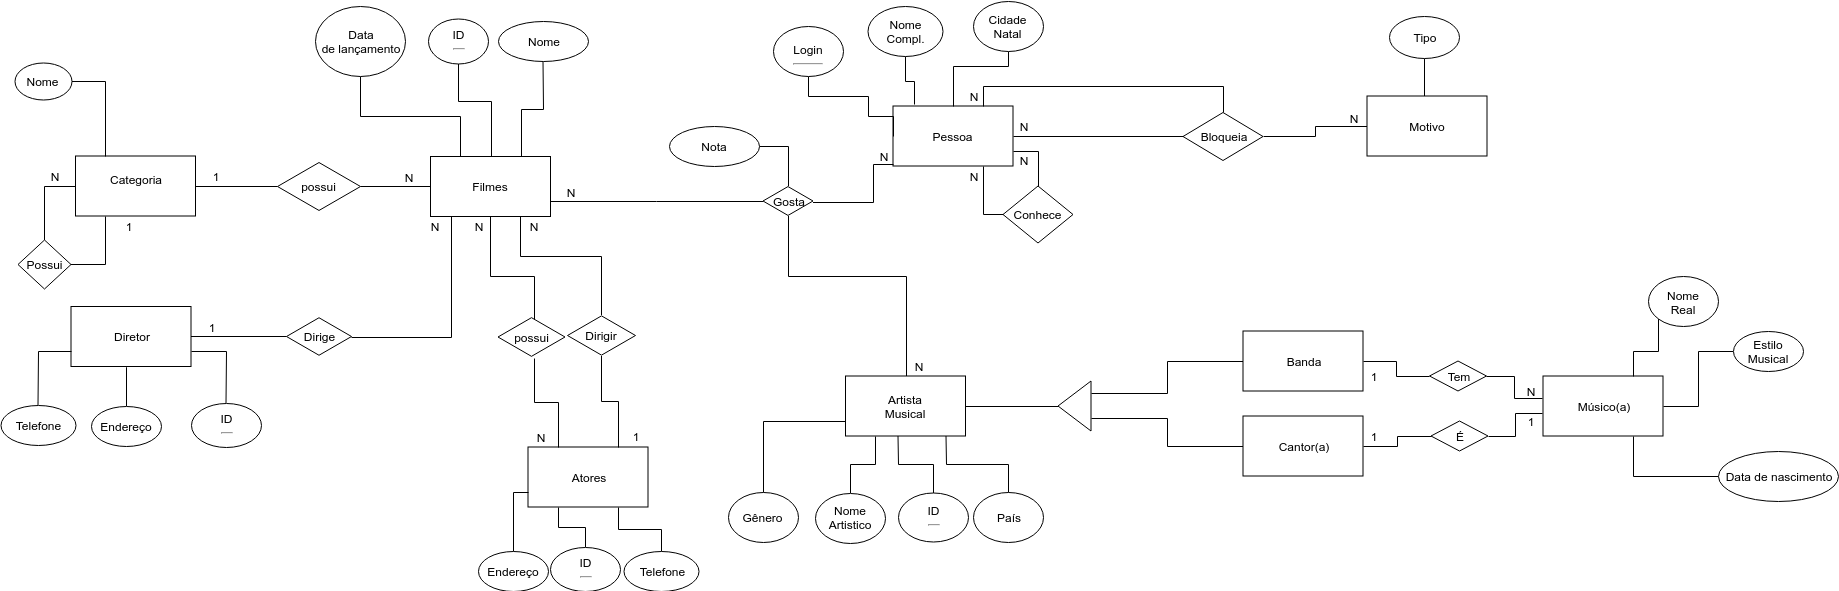 Data
de lançamento
ID
Nome
Login
Nome
Compl.
Cidade
Natal
Tipo
Nome
N
Pessoa
N
Bloqueia
N
Motivo
Nota
N
N
N
Conhece
Categoria
1
possui
N
Filmes
N
Gosta
N
Possui
1
N
N
N
Diretor
1
Dirige
possui
Dirigir
Telefone
Endereço
ID
N
1
Atores
Endereço
ID
Telefone
N
Artista
Musical
Gênero
Nome
Artistico
ID
País
Banda
1
Tem
N
Cantor(a)
1
É
1
Músico(a)
Nome
Real
Estilo
Musical
Data de nascimento